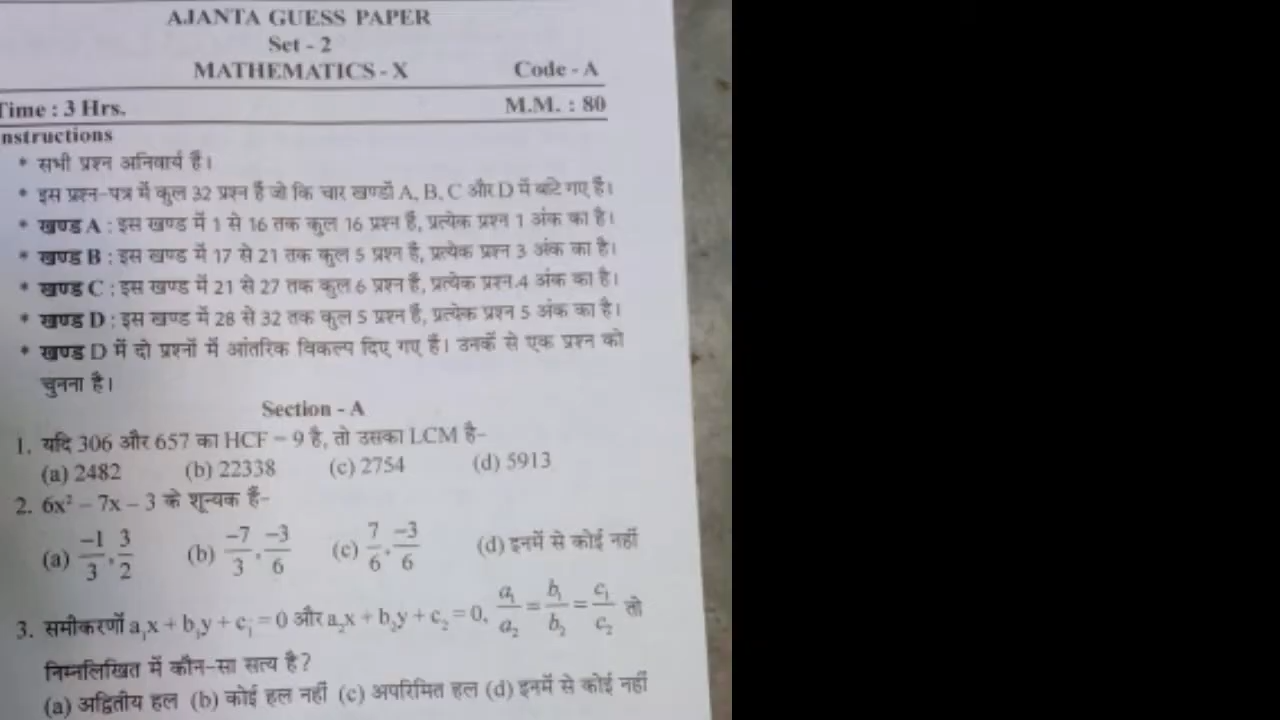 AJANTA GUESS PAPER
Set - 2
MATHEMATICS - X Code - A
Time : 3 Hrs. M.M. : 80
nstructions
* सभी प्रश्न अनिवार्य हैं।
* इस प्रश्न-पत्र में कुल 32 प्रश्न हैं जो कि चार खण्डों A, B, C और D में बांटे गए हैं।
* खण्ड A : इस खण्ड में 1 से 16 तक कुल 16 प्रश्न हैं, प्रत्येक प्रश्न 1 अंक का है।
* खण्ड B : इस खण्ड में 17 से 21 तक कुल 5 प्रश्न हैं, प्रत्येक प्रश्न 3 अंक का है।
* खण्ड C : इस खण्ड में 21 से 27 तक कुल 6 प्रश्न हैं, प्रत्येक प्रश्न 4 अंक का है।
* खण्ड D : इस खण्ड में 28 से 32 तक कुल 5 प्रश्न हैं, प्रत्येक प्रश्न 5 अंक का है।
* खण्ड D में दो प्रश्नों में आंतरिक विकल्प दिए गए हैं। उनकें से एक प्रश्न को
चुनना है।
Section - A
1. यदि 306 और 657 का HCF = 9 है, तो उसका LCM है-
(a) 2482 (b) 22338 (c) 2754 (d) 5913
2. 6x² – 7x – 3 के शून्यक हैं-
(a) -1/3, 3/2 (b) -7/3, -3/6 (c) 7/6, -3/6 (d) इनमें से कोई नहीं
3. समीकरणों a₁x + b₁y + c₁ = 0 और a₂x + b₂y + c₂ = 0, a₁/a₂ = b₁/b₂ = c₁/c₂ तो
निम्नलिखित में कौन-सा सत्य है?
(a) अद्वितीय हल (b) कोई हल नहीं (c) अपरिमित हल (d) इनमें से कोई नहीं